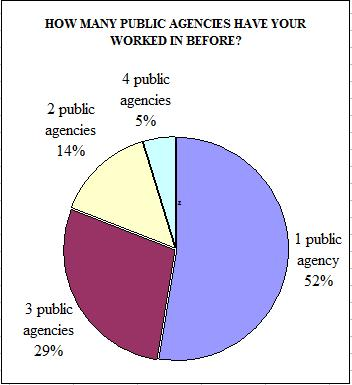 HOW MANY PUBLIC AGENCIES HAVE YOUR
WORKED IN BEFORE?
4 public
agencies
5%
2 public
agencies
14%
1 public
agency
52%
3 public
agencies
29%